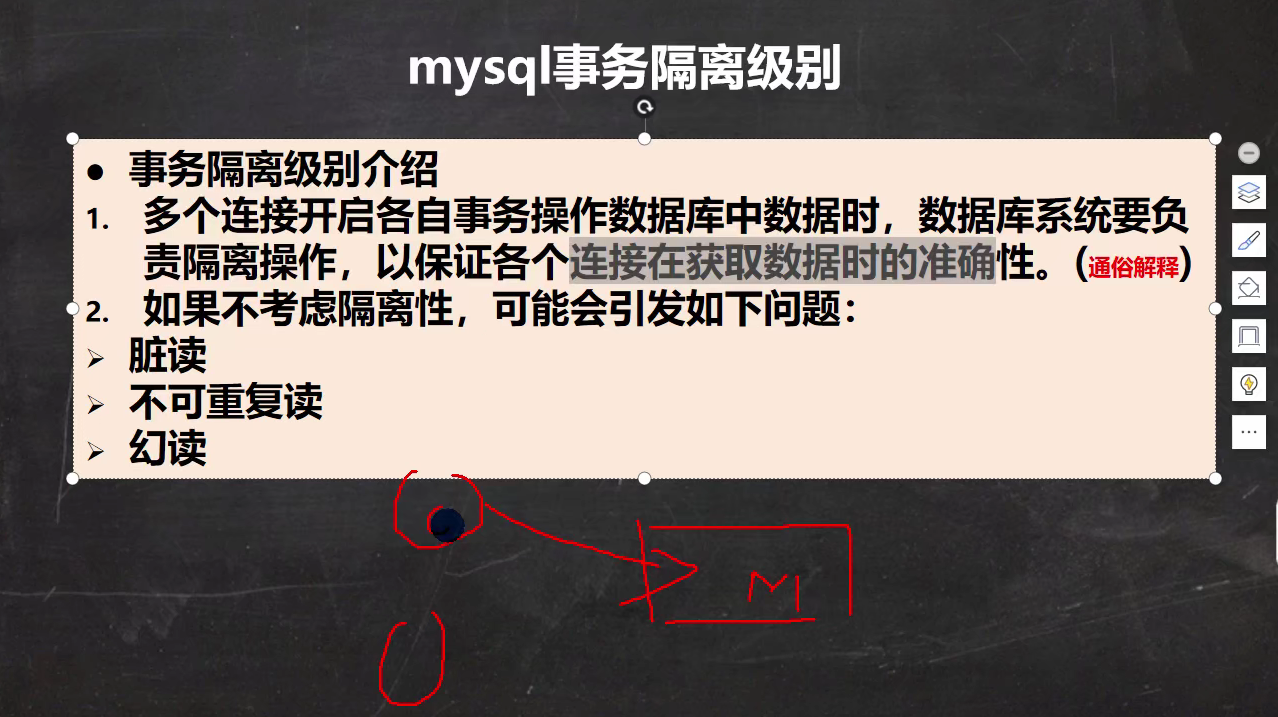 mysql事务隔离级别
● 事务隔离级别介绍
1. 多个连接开启各自事务操作数据库中数据时，数据库系统要负
责隔离操作，以保证各个连接在获取数据时的准确性。(通俗解释)
2. 如果不考虑隔离性，可能会引发如下问题：
➢ 脏读
➢ 不可重复读
➢ 幻读
M